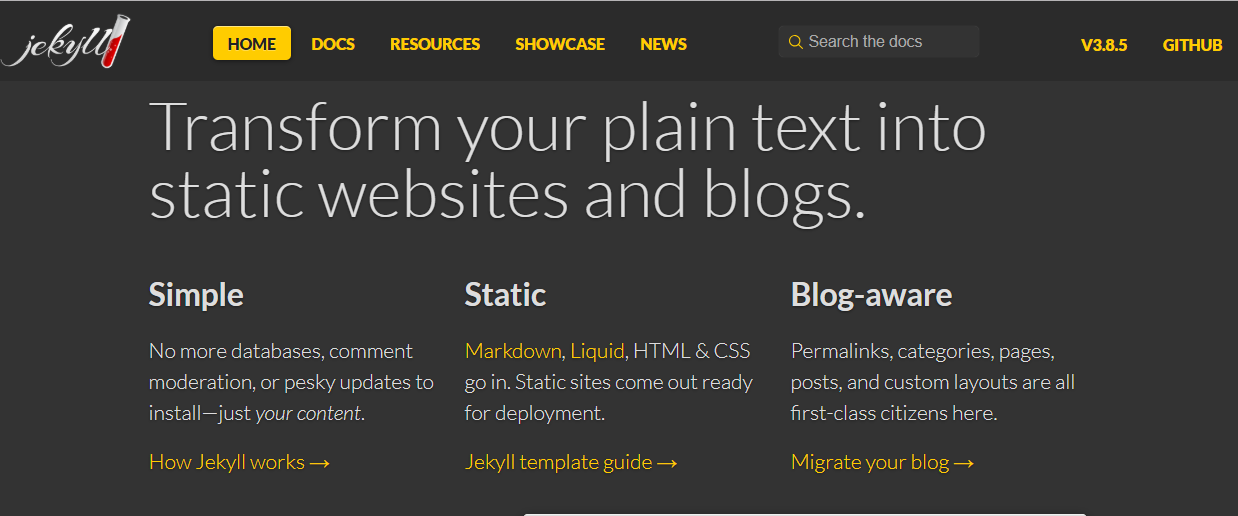 jekyll
HOME DOCS RESOURCES SHOWCASE NEWS Search the docs V3.8.5 GITHUB
Transform your plain text into
static websites and blogs.
Simple
No more databases, comment
moderation, or pesky updates to
install—just your content.
How Jekyll works →
Static
Markdown, Liquid, HTML & CSS
go in. Static sites come out ready
for deployment.
Jekyll template guide →
Blog-aware
Permalinks, categories, pages,
posts, and custom layouts are all
first-class citizens here.
Migrate your blog →